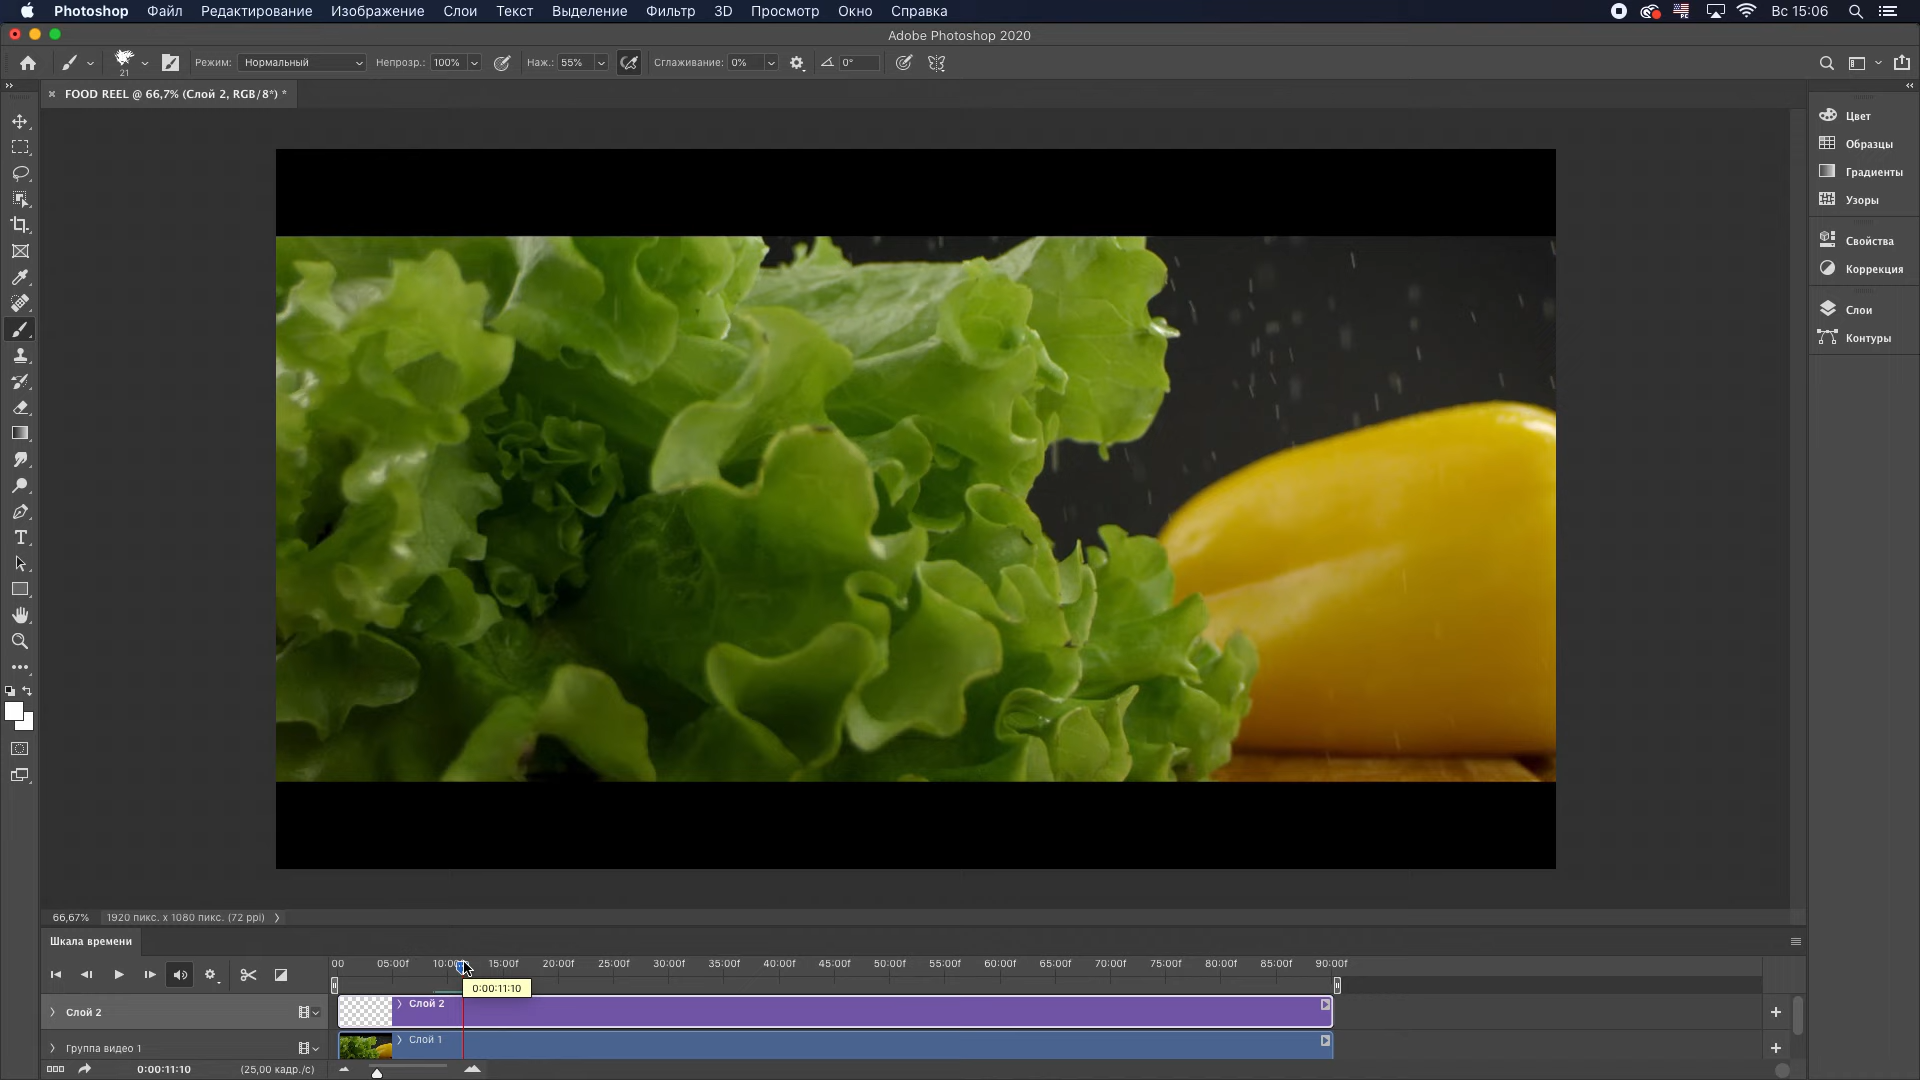 Photoshop Файл Редактирование Изображение Слои Текст Выделение Фильтр 3D Просмотр Окно Справка Вс 15:06
Adobe Photoshop 2020
21 Режим: Нормальный Непрозр.: 100% Наж.: 55% Сглаживание: 0% 0°
FOOD REEL @ 66,7% (Слой 2, RGB/8*) *
Цвет
Образцы
Градиенты
Узоры
Свойства
Коррекция
Слои
Контуры
66,67% 1920 пикс. x 1080 пикс. (72 ppi)
Шкала времени
00 05:00f 10:00f 15:00f 20:00f 25:00f 30:00f 35:00f 40:00f 45:00f 50:00f 55:00f 60:00f 65:00f 70:00f 75:00f 80:00f 85:00f 90:00f
0:00:11:10
Слой 2 Слой 2
Группа видео 1 Слой 1
0:00:11:10 (25,00 кадр./с)